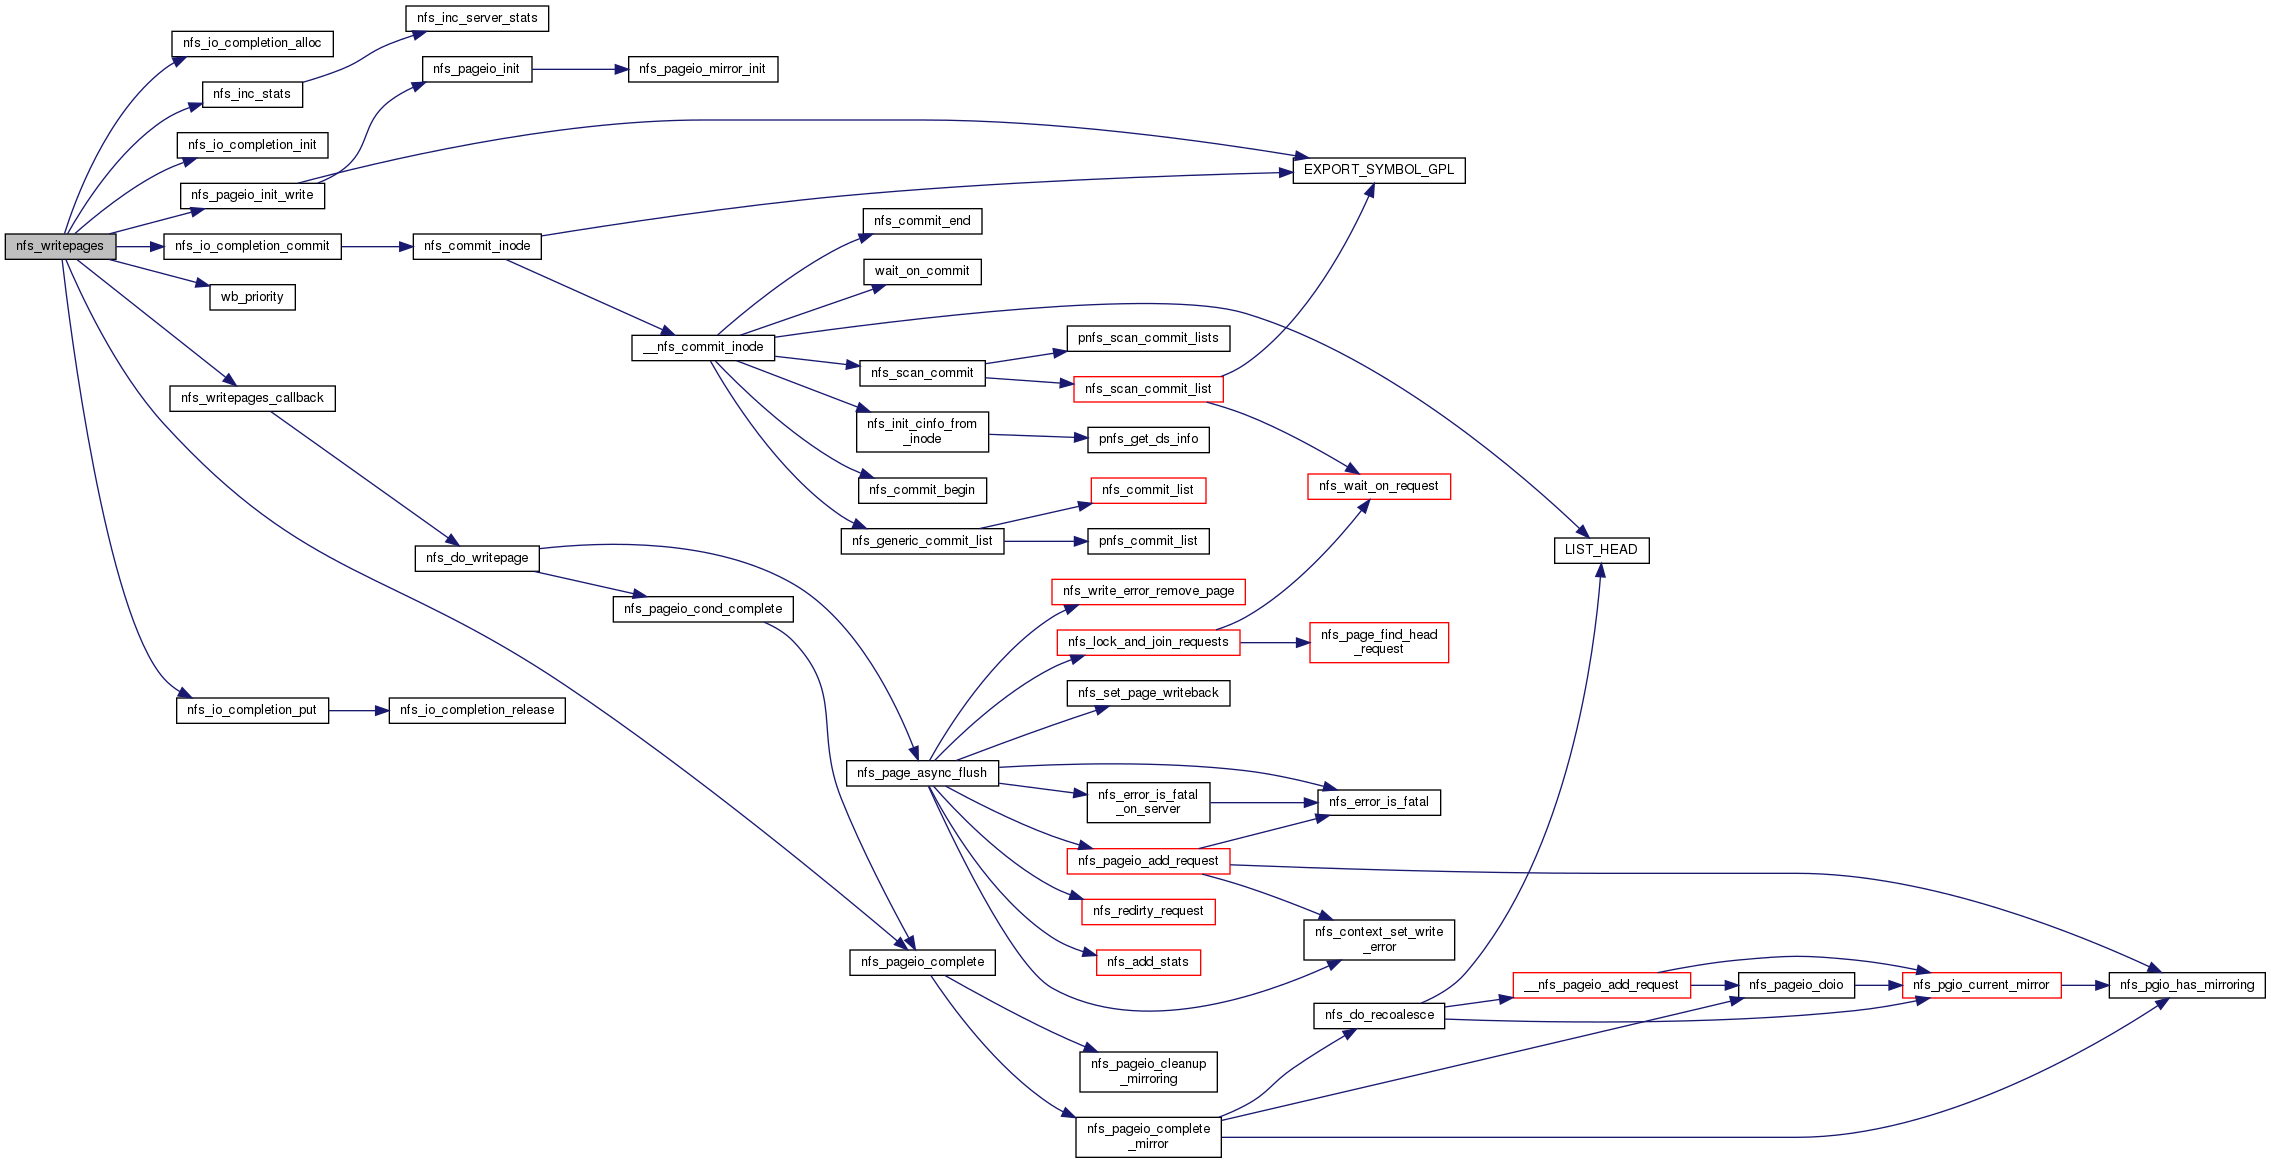 nfs_inc_server_stats
nfs_io_completion_alloc
nfs_pageio_init
nfs_pageio_mirror_init
nfs_inc_stats
nfs_io_completion_init
EXPORT_SYMBOL_GPL
nfs_pageio_init_write
nfs_commit_end
nfs_writepages
nfs_io_completion_commit
nfs_commit_inode
wait_on_commit
wb_priority
pnfs_scan_commit_lists
__nfs_commit_inode
nfs_scan_commit
nfs_scan_commit_list
nfs_writepages_callback
nfs_init_cinfo_from
_inode
pnfs_get_ds_info
nfs_wait_on_request
nfs_commit_begin
nfs_commit_list
nfs_generic_commit_list
pnfs_commit_list
LIST_HEAD
nfs_do_writepage
nfs_write_error_remove_page
nfs_pageio_cond_complete
nfs_lock_and_join_requests
nfs_page_find_head
_request
nfs_set_page_writeback
nfs_io_completion_put
nfs_io_completion_release
nfs_page_async_flush
nfs_error_is_fatal
_on_server
nfs_error_is_fatal
nfs_pageio_add_request
nfs_redirty_request
nfs_context_set_write
_error
nfs_pageio_complete
nfs_add_stats
__nfs_pageio_add_request
nfs_pageio_doio
nfs_pgio_current_mirror
nfs_pgio_has_mirroring
nfs_do_recoalesce
nfs_pageio_cleanup
_mirroring
nfs_pageio_complete
_mirror